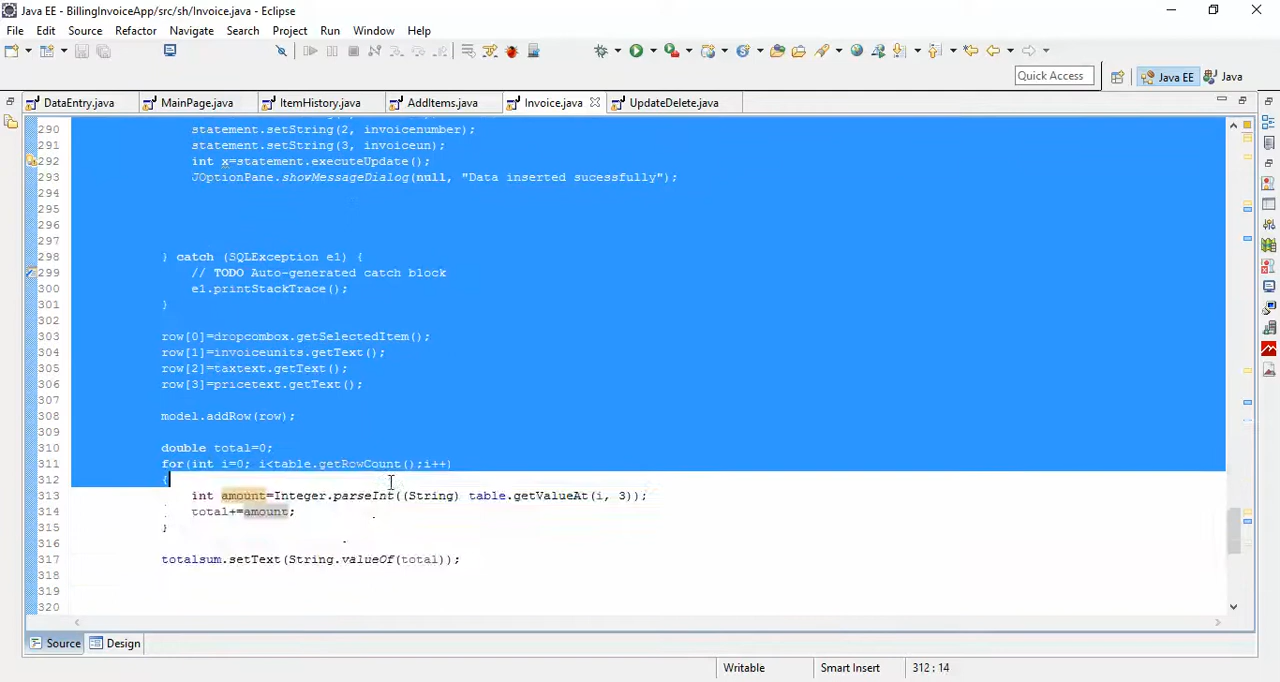 Java EE - BillingInvoiceApp/src/sh/Invoice.java - Eclipse
File Edit Source Refactor Navigate Search Project Run Window Help
Quick Access Java EE Java
DataEntry.java MainPage.java ItemHistory.java AddItems.java Invoice.java UpdateDelete.java
290 statement.setString(2, invoicenumber);
291 statement.setString(3, invoiceun);
292 int x=statement.executeUpdate();
293 JOptionPane.showMessageDialog(null, "Data inserted sucessfully");
294
295
296
297
298 } catch (SQLException e1) {
299 // TODO Auto-generated catch block
300 e1.printStackTrace();
301 }
302
303 row[0]=dropcombox.getSelectedItem();
304 row[1]=invoiceunits.getText();
305 row[2]=taxtext.getText();
306 row[3]=pricetext.getText();
307
308 model.addRow(row);
309
310 double total=0;
311 for(int i=0; i<table.getRowCount();i++)
312 {
313 int amount=Integer.parseInt((String) table.getValueAt(i, 3));
314 total+=amount;
315 }
316
317 totalsum.setText(String.valueOf(total));
318
319
320
Source Design
Writable Smart Insert 312 : 14